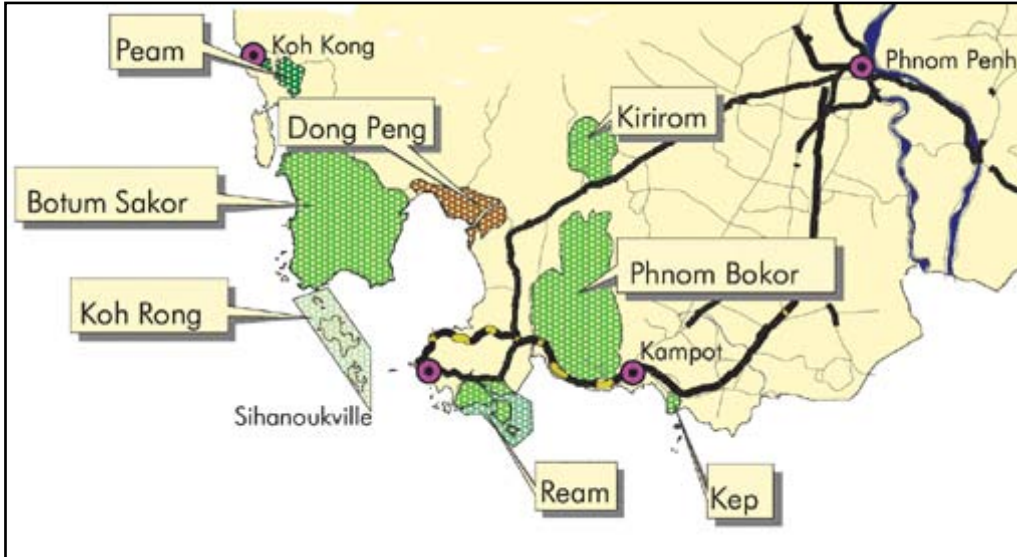 Peam
Koh Kong
Phnom Penh
Dong Peng
Kirirom
Botum Sakor
Phnom Bokor
Koh Rong
Kampot
Sihanoukville
Ream
Kep